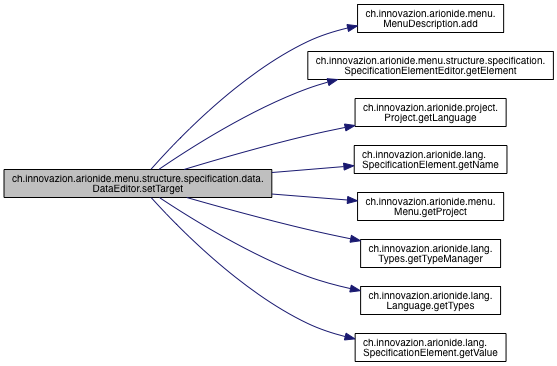 ch.innovazion.arionide.menu.
MenuDescription.add
ch.innovazion.arionide.menu.structure.specification.
SpecificationElementEditor.getElement
ch.innovazion.arionide.project.
Project.getLanguage
ch.innovazion.arionide.lang.
SpecificationElement.getName
ch.innovazion.arionide.menu.structure.specification.data.
DataEditor.setTarget
ch.innovazion.arionide.menu.
Menu.getProject
ch.innovazion.arionide.lang.
Types.getTypeManager
ch.innovazion.arionide.lang.
Language.getTypes
ch.innovazion.arionide.lang.
SpecificationElement.getValue